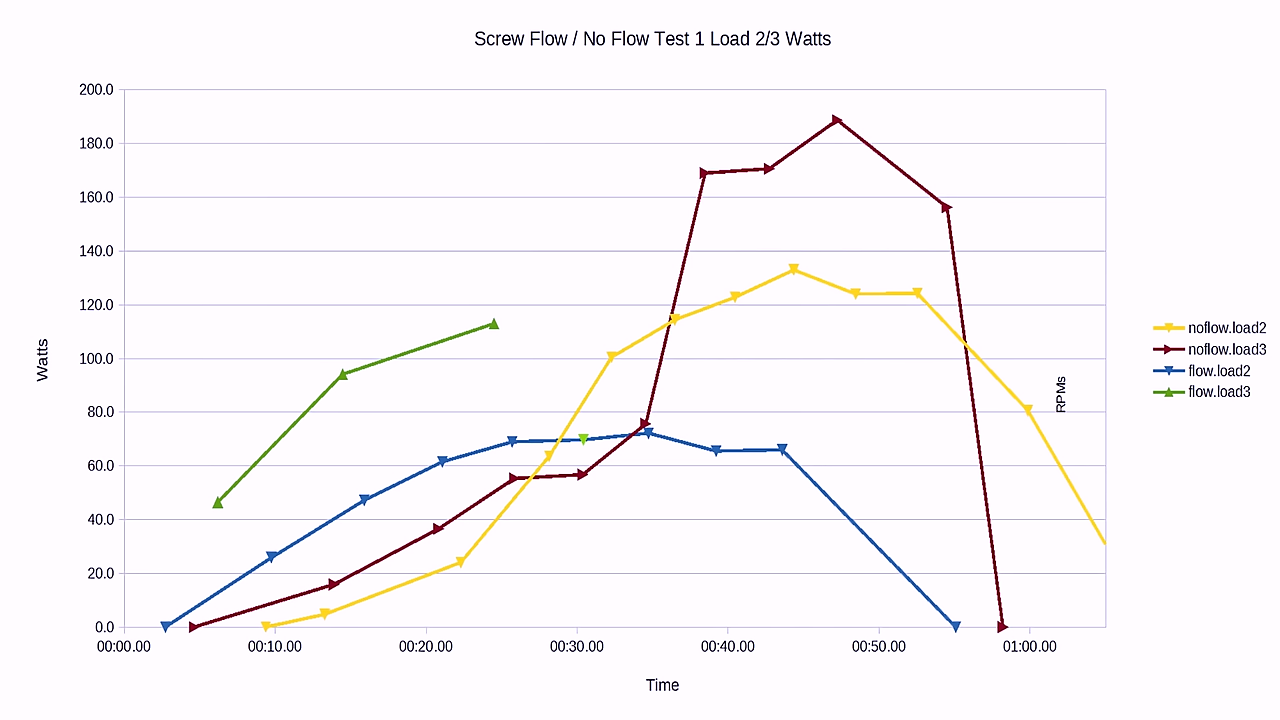 Screw Flow / No Flow Test 1 Load 2/3 Watts
200.0
180.0
160.0
140.0
120.0
100.0
80.0
60.0
40.0
20.0
0.0
Watts
00:00.00 00:10.00 00:20.00 00:30.00 00:40.00 00:50.00 01:00.00
Time
RPMs
noflow.load2
noflow.load3
flow.load2
flow.load3